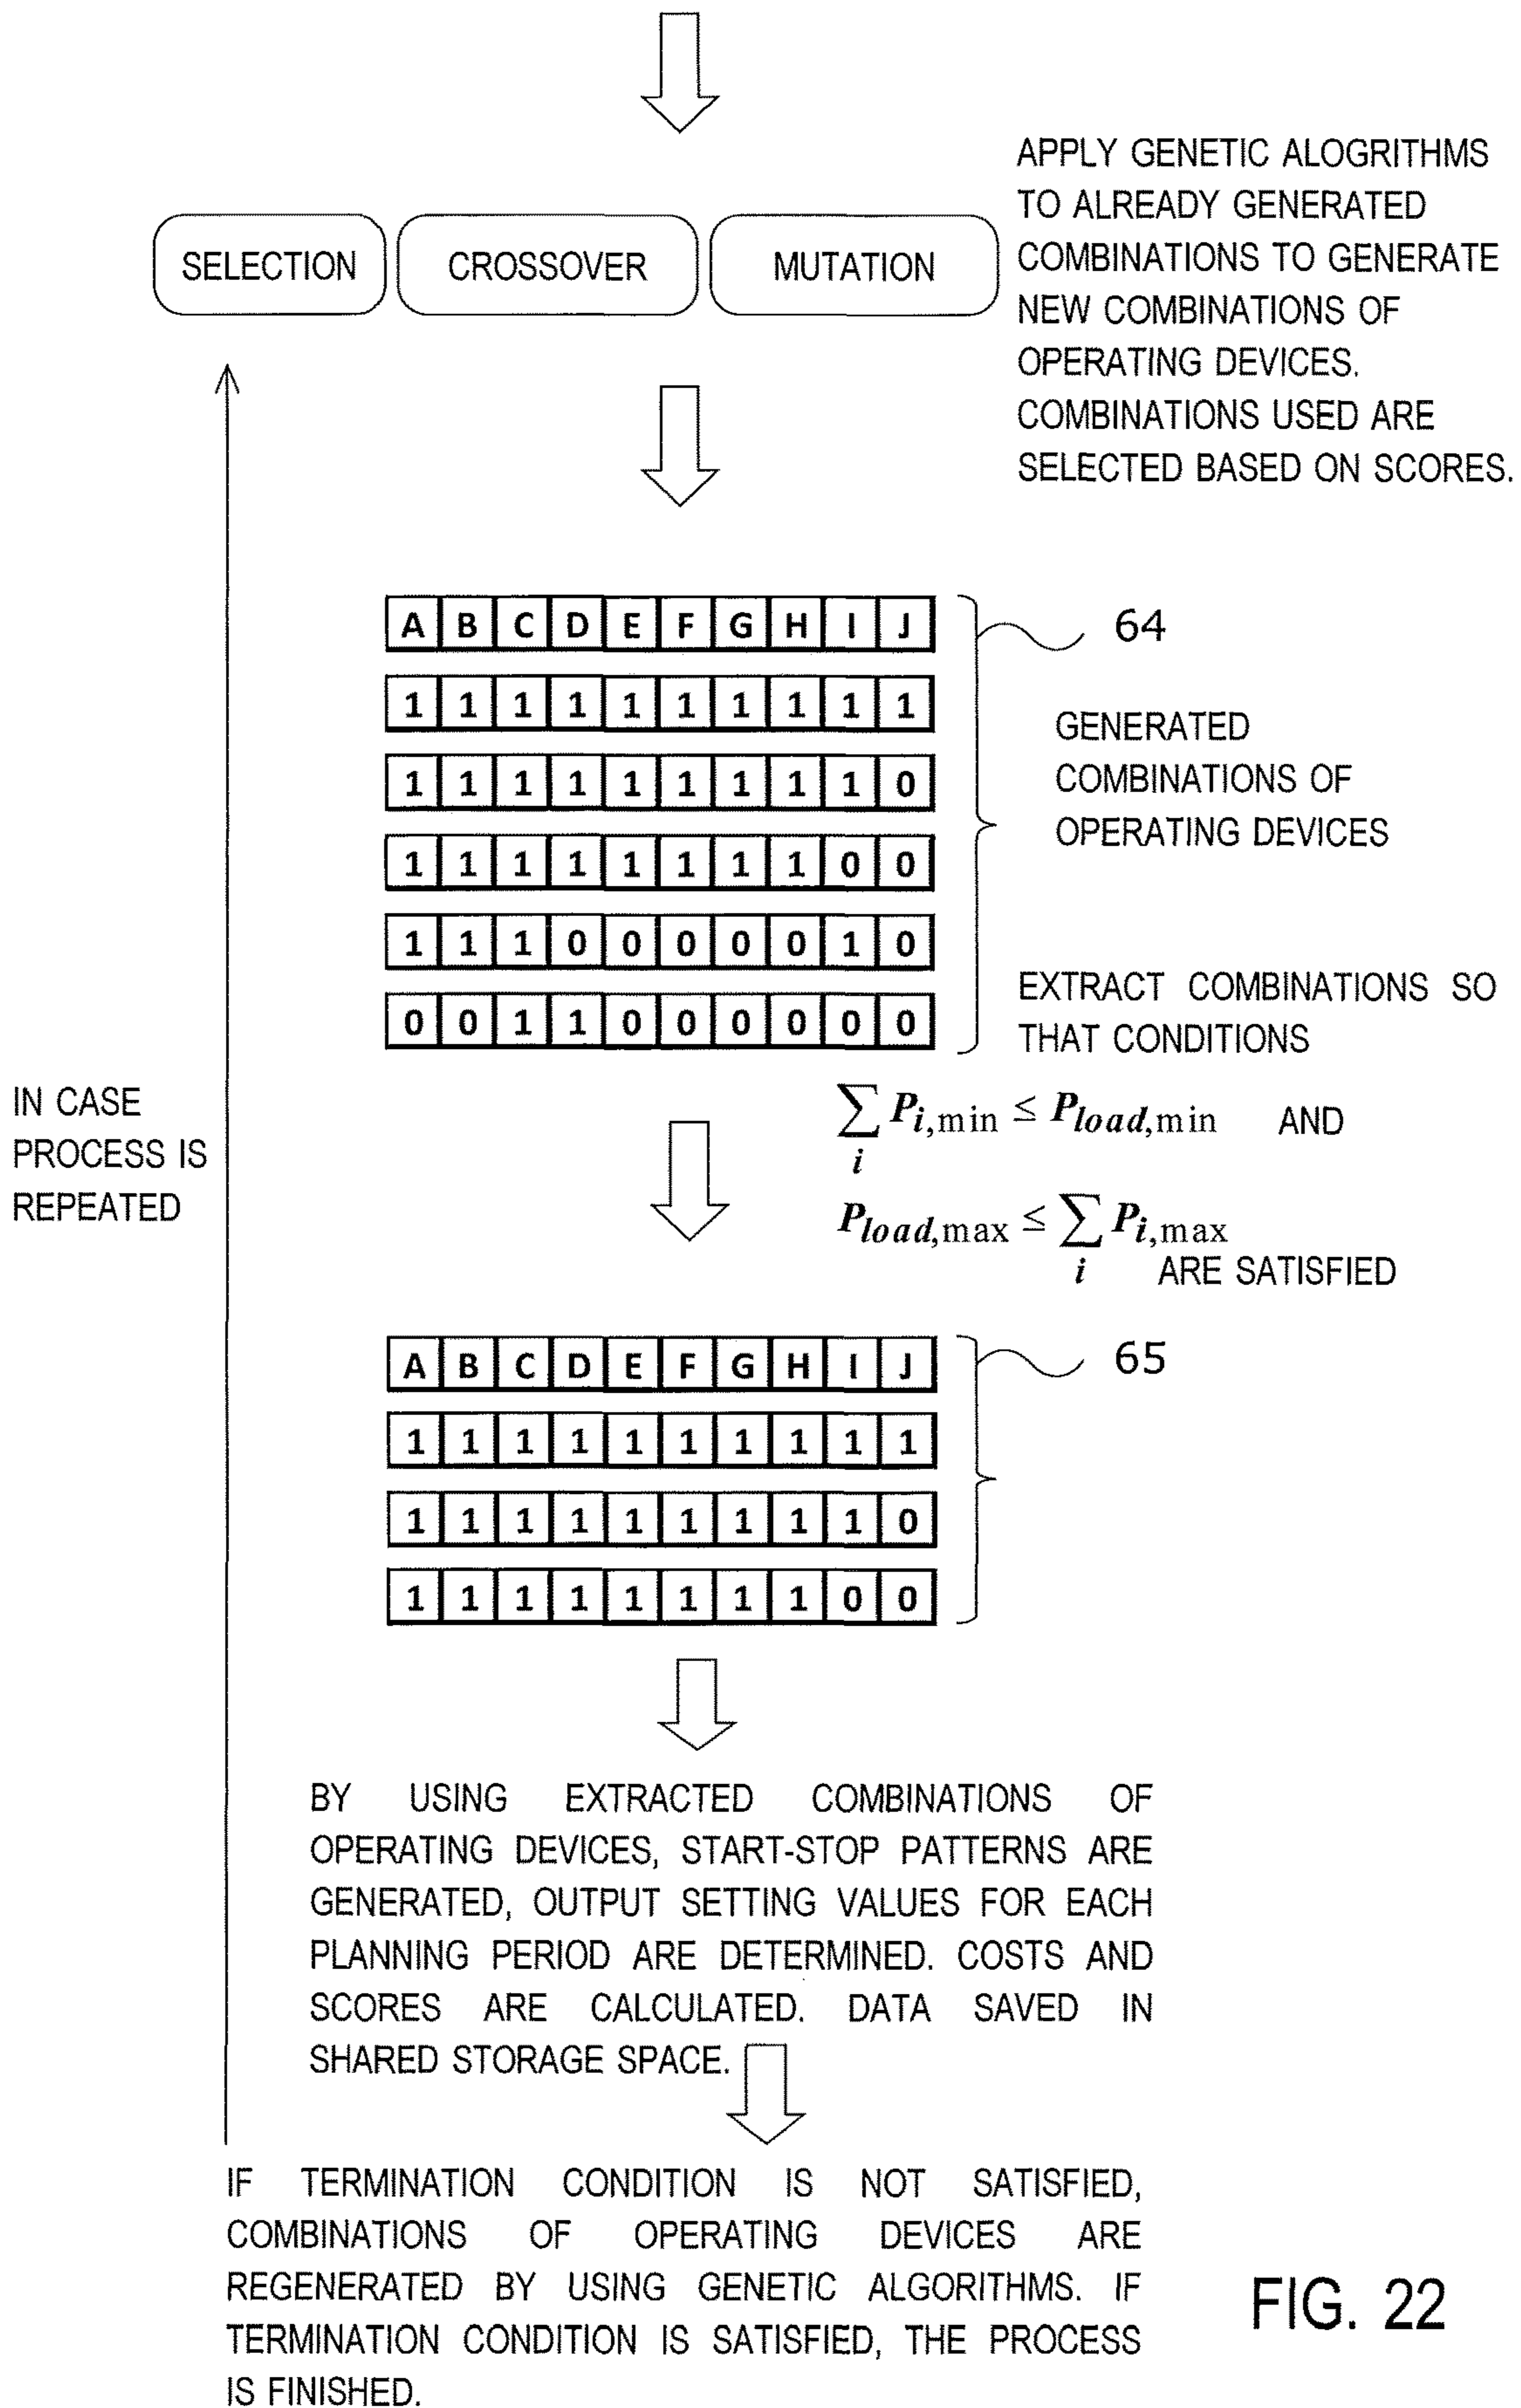 SELECTION
CROSSOVER
MUTATION
APPLY GENETIC ALOGRITHMS
TO ALREADY GENERATED
COMBINATIONS TO GENERATE
NEW COMBINATIONS OF
OPERATING DEVICES.
COMBINATIONS USED ARE
SELECTED BASED ON SCORES.
A B C D E F G H I J
1 1 1 1 1 1 1 1 1 1
1 1 1 1 1 1 1 1 1 0
1 1 1 1 1 1 1 1 0 0
1 1 1 0 0 0 0 0 1 0
0 0 1 1 0 0 0 0 0 0
64
GENERATED
COMBINATIONS OF
OPERATING DEVICES
EXTRACT COMBINATIONS SO
THAT CONDITIONS
∑_i P_i,min ≤ P_load,min AND
P_load,max ≤ ∑_i P_i,max
ARE SATISFIED
IN CASE
PROCESS IS
REPEATED
A B C D E F G H I J
1 1 1 1 1 1 1 1 1 1
1 1 1 1 1 1 1 1 1 0
1 1 1 1 1 1 1 1 0 0
65
BY USING EXTRACTED COMBINATIONS OF
OPERATING DEVICES, START-STOP PATTERNS ARE
GENERATED, OUTPUT SETTING VALUES FOR EACH
PLANNING PERIOD ARE DETERMINED. COSTS AND
SCORES ARE CALCULATED. DATA SAVED IN
SHARED STORAGE SPACE.
IF TERMINATION CONDITION IS NOT SATISFIED,
COMBINATIONS OF OPERATING DEVICES ARE
REGENERATED BY USING GENETIC ALGORITHMS. IF
TERMINATION CONDITION IS SATISFIED, THE PROCESS
IS FINISHED.
FIG. 22